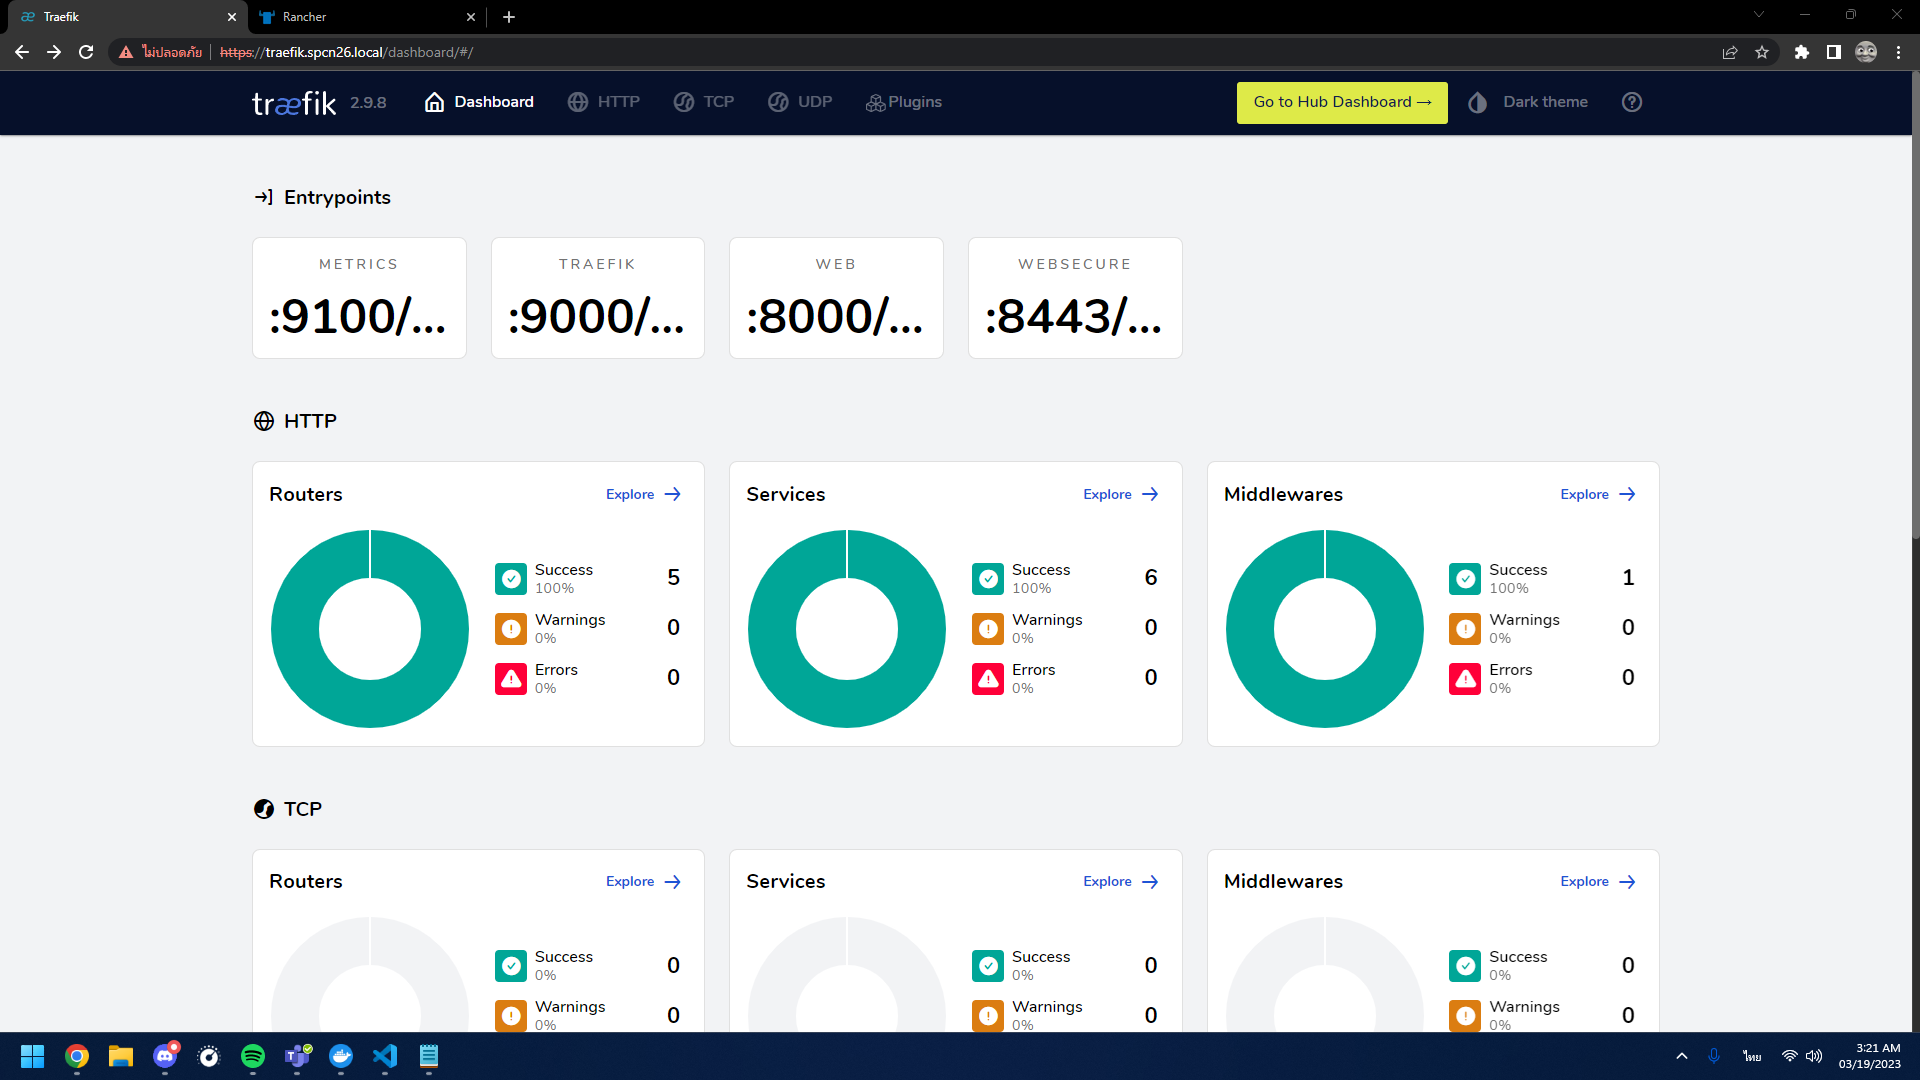 Traefik
Rancher
ไม่ปลอดภัย
https://traefik.spcn26.local/dashboard/#/
træfik 2.9.8
Dashboard
HTTP
TCP
UDP
Plugins
Go to Hub Dashboard →
Dark theme
Entrypoints
METRICS
TRAEFIK
WEB
WEBSECURE
:9100/...
:9000/...
:8000/...
:8443/...
HTTP
Routers
Explore
Success
100%
5
Warnings
0%
0
Errors
0%
0
Services
Explore
Success
100%
6
Warnings
0%
0
Errors
0%
0
Middlewares
Explore
Success
100%
1
Warnings
0%
0
Errors
0%
0
TCP
Routers
Explore
Success
0%
0
Warnings
0%
0
Services
Explore
Success
0%
0
Warnings
0%
0
Middlewares
Explore
Success
0%
0
Warnings
0%
0
ไทย
3:21 AM
03/19/2023